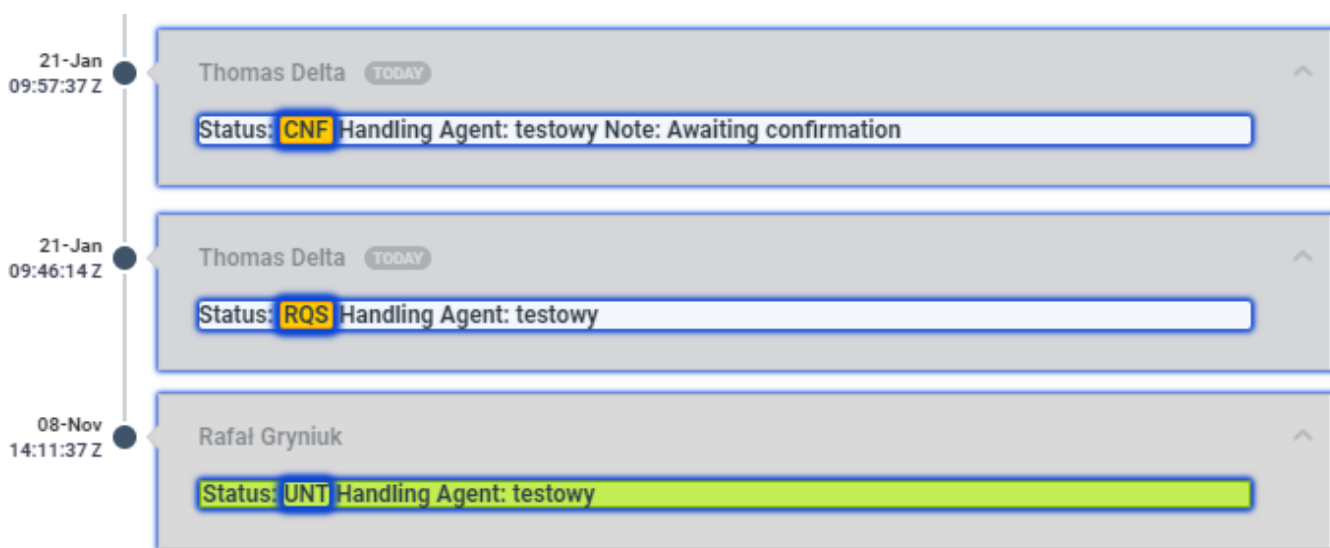 21-Jan
09:57:37 Z
Thomas Delta TODAY
Status: CNF Handling Agent: testowy Note: Awaiting confirmation
21-Jan
09:46:14 Z
Thomas Delta TODAY
Status: RQS Handling Agent: testowy
08-Nov
14:11:37 Z
Rafał Gryniuk
Status: UNT Handling Agent: testowy